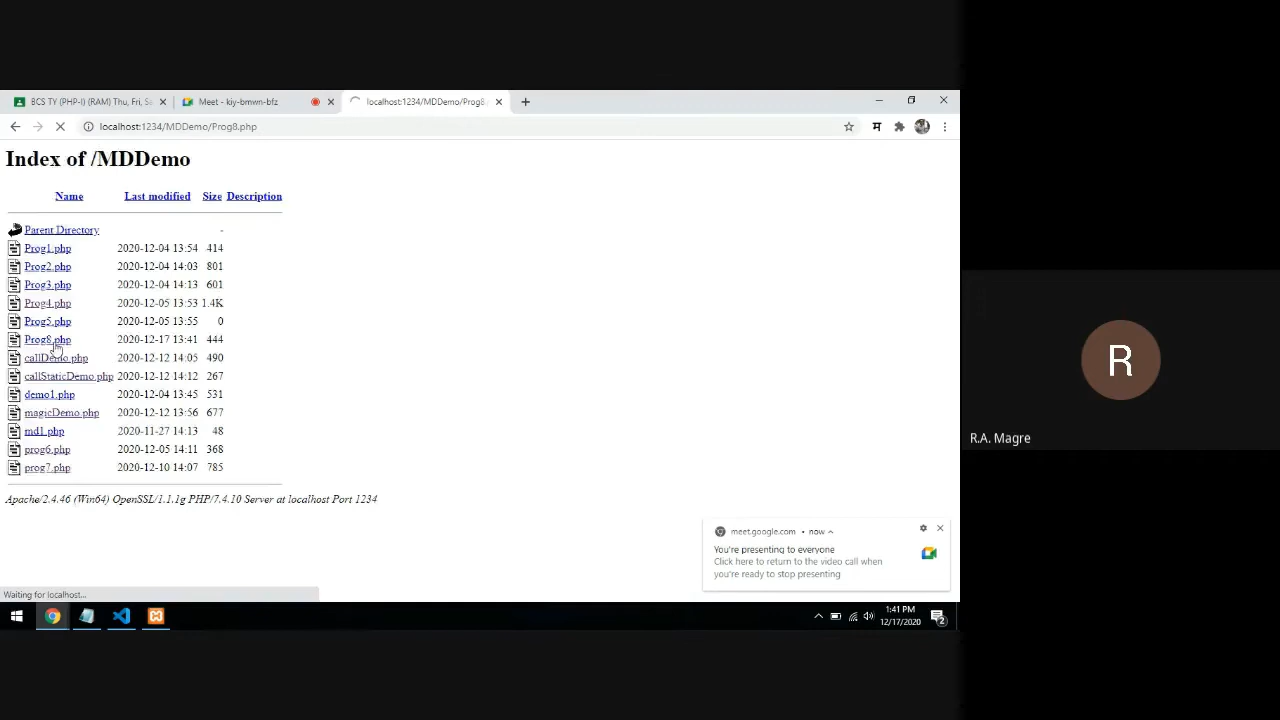 BCS TY (PHP-I) (RAM) Thu, Fri, Sa
Meet - kiy-bmwn-bfz
localhost:1234/MDDemo/Prog8.p
localhost:1234/MDDemo/Prog8.php
म
Index of /MDDemo
Name Last modified Size Description
Parent Directory -
Prog1.php 2020-12-04 13:54 414
Prog2.php 2020-12-04 14:03 801
Prog3.php 2020-12-04 14:13 601
Prog4.php 2020-12-05 13:53 1.4K
Prog5.php 2020-12-05 13:55 0
Prog8.php 2020-12-17 13:41 444
callDemo.php 2020-12-12 14:05 490
callStaticDemo.php 2020-12-12 14:12 267
demo1.php 2020-12-04 13:45 531
magicDemo.php 2020-12-12 13:56 677
md1.php 2020-11-27 14:13 48
prog6.php 2020-12-05 14:11 368
prog7.php 2020-12-10 14:07 785
Apache/2.4.46 (Win64) OpenSSL/1.1.1g PHP/7.4.10 Server at localhost Port 1234
meet.google.com • now
You're presenting to everyone
Click here to return to the video call when
you're ready to stop presenting
Waiting for localhost...
1:41 PM
12/17/2020
2
R
R.A. Magre